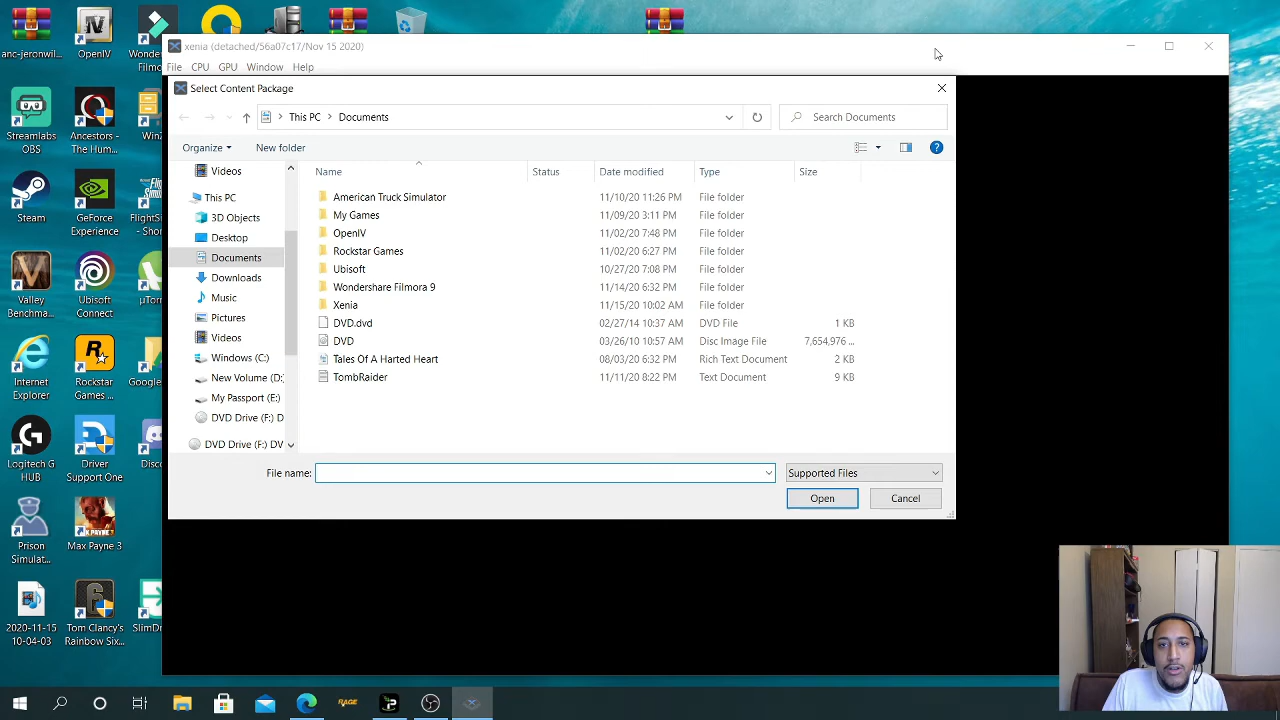 anc-jeronwil...
OpenIV
Wonder
Filmo
xenia (detached/56a07c17/Nov 15 2020)
File CPU GPU Window Help
Select Content Package
This PC > Documents
Search Documents
Organize
New folder
Name
Status
Date modified
Type
Size
Videos
This PC
3D Objects
Desktop
Documents
Downloads
Music
Pictures
Videos
Windows (C:)
New Volume (D:)
My Passport (E:)
DVD Drive (F:) D
DVD Drive (F:) DV
American Truck Simulator 11/10/20 11:26 PM File folder
My Games 11/09/20 3:11 PM File folder
OpenIV 11/02/20 7:48 PM File folder
Rockstar Games 11/02/20 6:27 PM File folder
Ubisoft 10/27/20 7:08 PM File folder
Wondershare Filmora 9 11/14/20 6:32 PM File folder
Xenia 11/15/20 10:02 AM File folder
DVD.dvd 02/27/14 10:37 AM DVD File 1 KB
DVD 03/26/10 10:57 AM Disc Image File 7,654,976 ...
Tales Of A Harted Heart 08/03/20 6:32 PM Rich Text Document 2 KB
TombRaider 11/11/20 8:22 PM Text Document 9 KB
File name:
Supported Files
Open
Cancel
Streamlabs
OBS
Ancestors -
The Hum...
WinZ
Steam
GeForce
Experience
Flight
- Shor
Valley
Benchma...
Ubisoft
Connect
µTor
Internet
Explorer
Rockstar
Games ...
Google
Logitech G
HUB
Driver
Support One
Disco
Prison
Simulat...
Max Payne 3
2020-11-15
10-04-03
Tom Clancy's
Rainbow Six...
SlimDr
RAGE